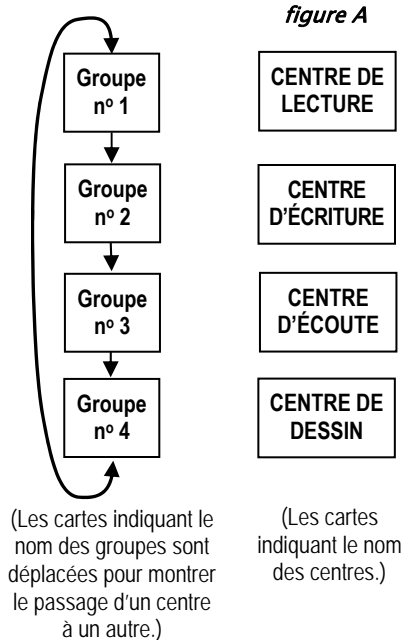 figure A
Groupe
nº 1
CENTRE DE
LECTURE
Groupe
nº 2
CENTRE
D'ÉCRITURE
Groupe
nº 3
CENTRE
D'ÉCOUTE
Groupe
nº 4
CENTRE DE
DESSIN
(Les cartes indiquant le
nom des groupes sont
déplacées pour montrer
le passage d'un centre
à un autre.)
(Les cartes
indiquant le nom
des centres.)